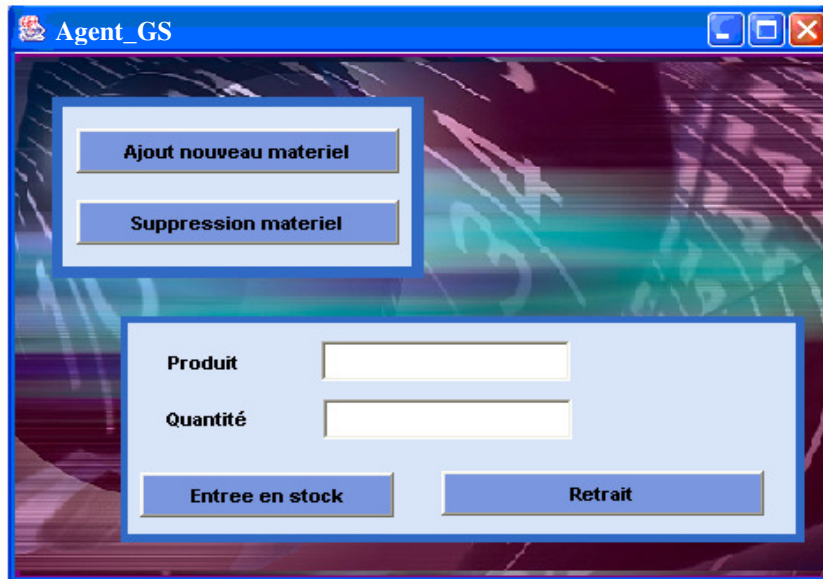 Agent_GS
Ajout nouveau materiel
Suppression materiel
Produit
Quantité
Entree en stock
Retrait